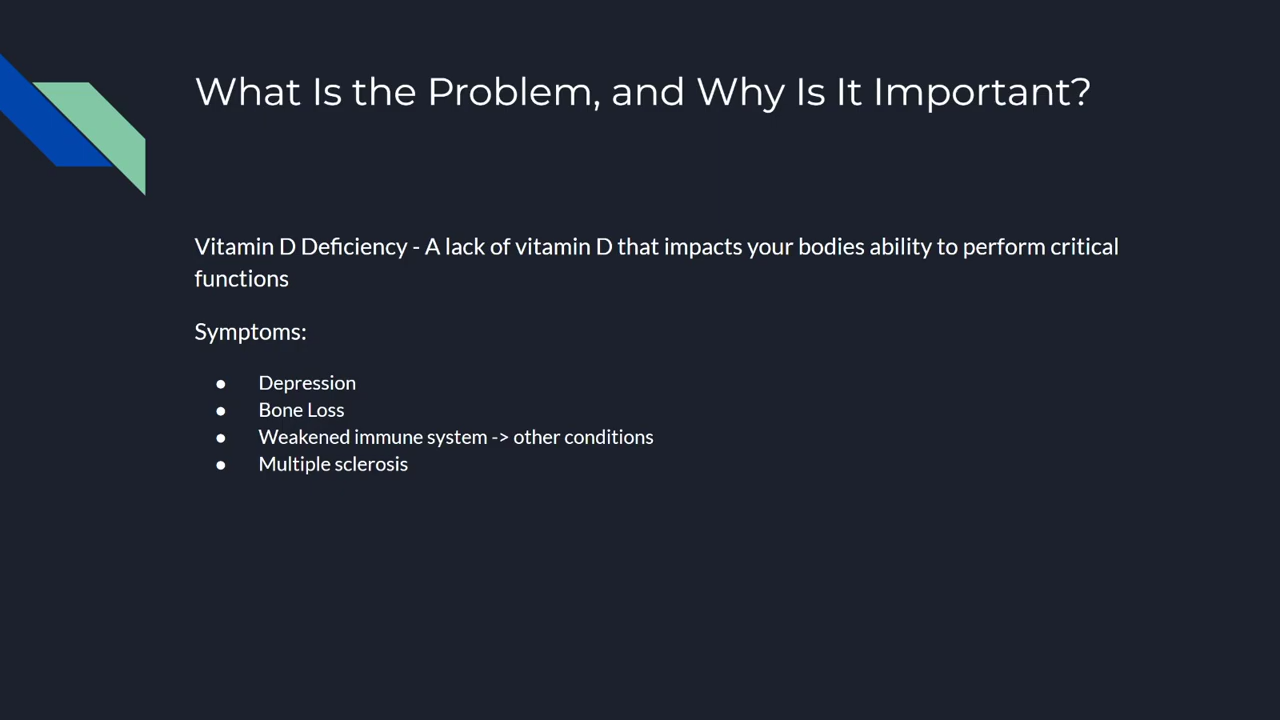 What Is the Problem, and Why Is It Important?
Vitamin D Deficiency - A lack of vitamin D that impacts your bodies ability to perform critical
functions
Symptoms:
● Depression
● Bone Loss
● Weakened immune system -> other conditions
● Multiple sclerosis